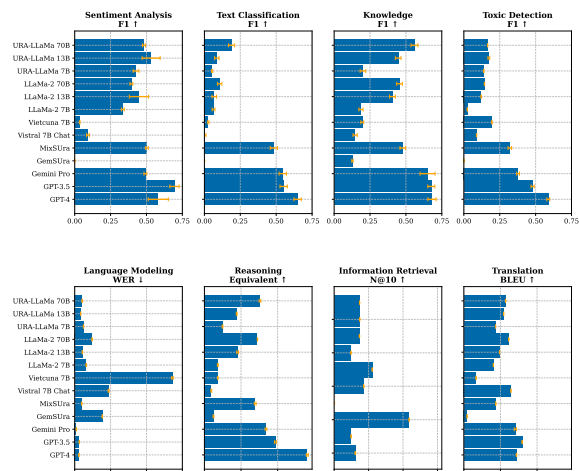 Sentiment Analysis
F1 ↑
Text Classification
F1 ↑
Knowledge
F1 ↑
Toxic Detection
F1 ↑
URA-LLaMa 70B
URA-LLaMa 13B
URA-LLaMa 7B
LLaMa-2 70B
LLaMa-2 13B
LLaMa-2 7B
Vietcuna 7B
Vistral 7B Chat
MixSUra
GemSUra
Gemini Pro
GPT-3.5
GPT-4
0.00 0.25 0.50 0.75
0.00 0.25 0.50 0.75
0.00 0.25 0.50 0.75
0.00 0.25 0.50 0.75
Language Modeling
WER ↓
Reasoning
Equivalent ↑
Information Retrieval
N@10 ↑
Translation
BLEU ↑
URA-LLaMa 70B
URA-LLaMa 13B
URA-LLaMa 7B
LLaMa-2 70B
LLaMa-2 13B
LLaMa-2 7B
Vietcuna 7B
Vistral 7B Chat
MixSUra
GemSUra
Gemini Pro
GPT-3.5
GPT-4